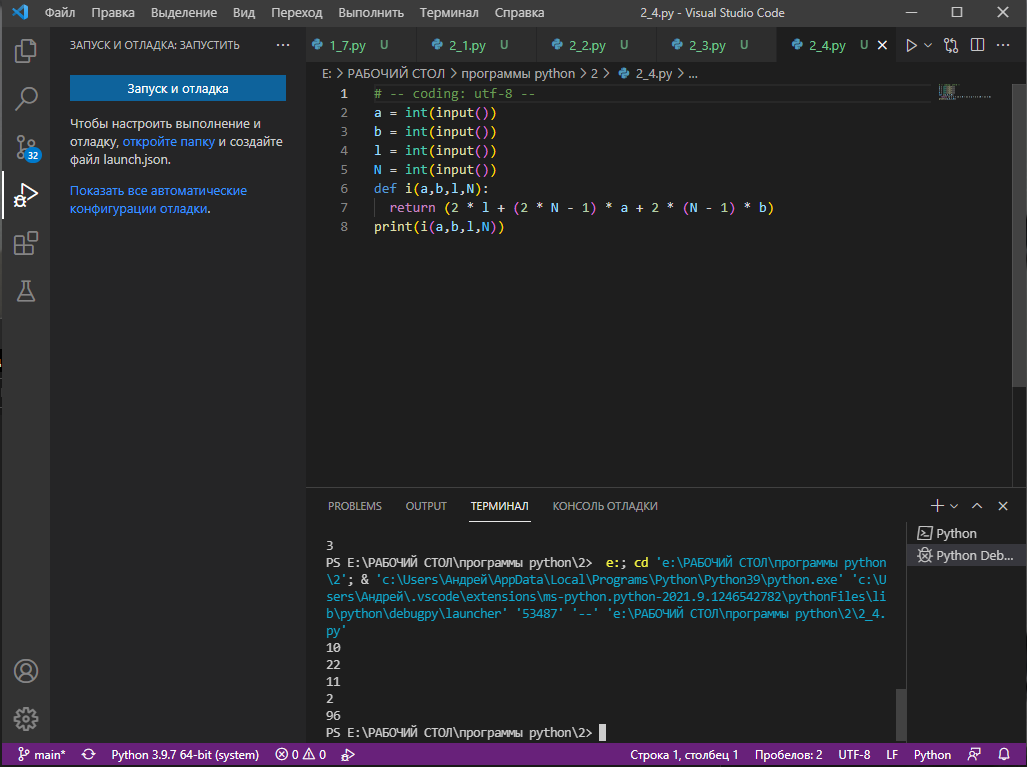 Файл Правка Выделение Вид Переход Выполнить Терминал Справка 2_4.py - Visual Studio Code
ЗАПУСК И ОТЛАДКА: ЗАПУСТИТЬ ...
1_7.py U 2_1.py U 2_2.py U 2_3.py U 2_4.py U
E: > РАБОЧИЙ СТОЛ > программы python > 2 > 2_4.py > ...
Запуск и отладка
Чтобы настроить выполнение и
отладку, откройте папку и создайте
файл launch.json.
Показать все автоматические
конфигурации отладки.
32
1 # -- coding: utf-8 --
2 a = int(input())
3 b = int(input())
4 l = int(input())
5 N = int(input())
6 def i(a,b,l,N):
7 return (2 * l + (2 * N - 1) * a + 2 * (N - 1) * b)
8 print(i(a,b,l,N))
PROBLEMS OUTPUT ТЕРМИНАЛ КОНСОЛЬ ОТЛАДКИ
Python
Python Deb...
3
PS E:\РАБОЧИЙ СТОЛ\программы python\2> e:; cd 'e:\РАБОЧИЙ СТОЛ\программы python
\2'; & 'c:\Users\Андрей\AppData\Local\Programs\Python\Python39\python.exe' 'c:\U
sers\Андрей\.vscode\extensions\ms-python.python-2021.9.1246542782\pythonFiles\li
b\python\debugpy\launcher' '53487' '--' 'e:\РАБОЧИЙ СТОЛ\программы python\2\2_4.
py'
10
22
11
2
96
PS E:\РАБОЧИЙ СТОЛ\программы python\2>
main* Python 3.9.7 64-bit (system) 0 0 Строка 1, столбец 1 Пробелов: 2 UTF-8 LF Python